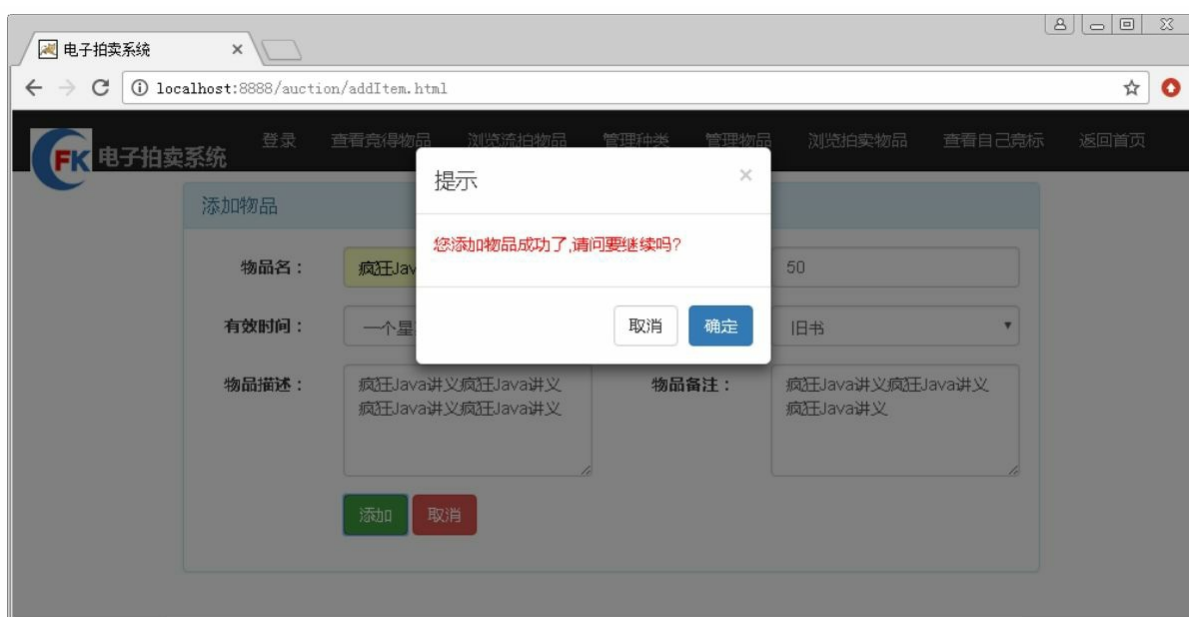 电子拍卖系统
localhost:8888/auction/addItem.html
FK 电子拍卖系统 登录 查看竞得物品 浏览流拍物品 管理种类 管理物品 浏览拍卖物品 查看自己竞标 返回首页
提示 ×
添加物品
您添加物品成功了,请问要继续吗?
物品名： 疯狂Jav 50
取消 确定
有效时间： 一个星 旧书
物品描述： 疯狂Java讲义疯狂Java讲义 物品备注： 疯狂Java讲义疯狂Java讲义
疯狂Java讲义疯狂Java讲义 疯狂Java讲义
添加 取消